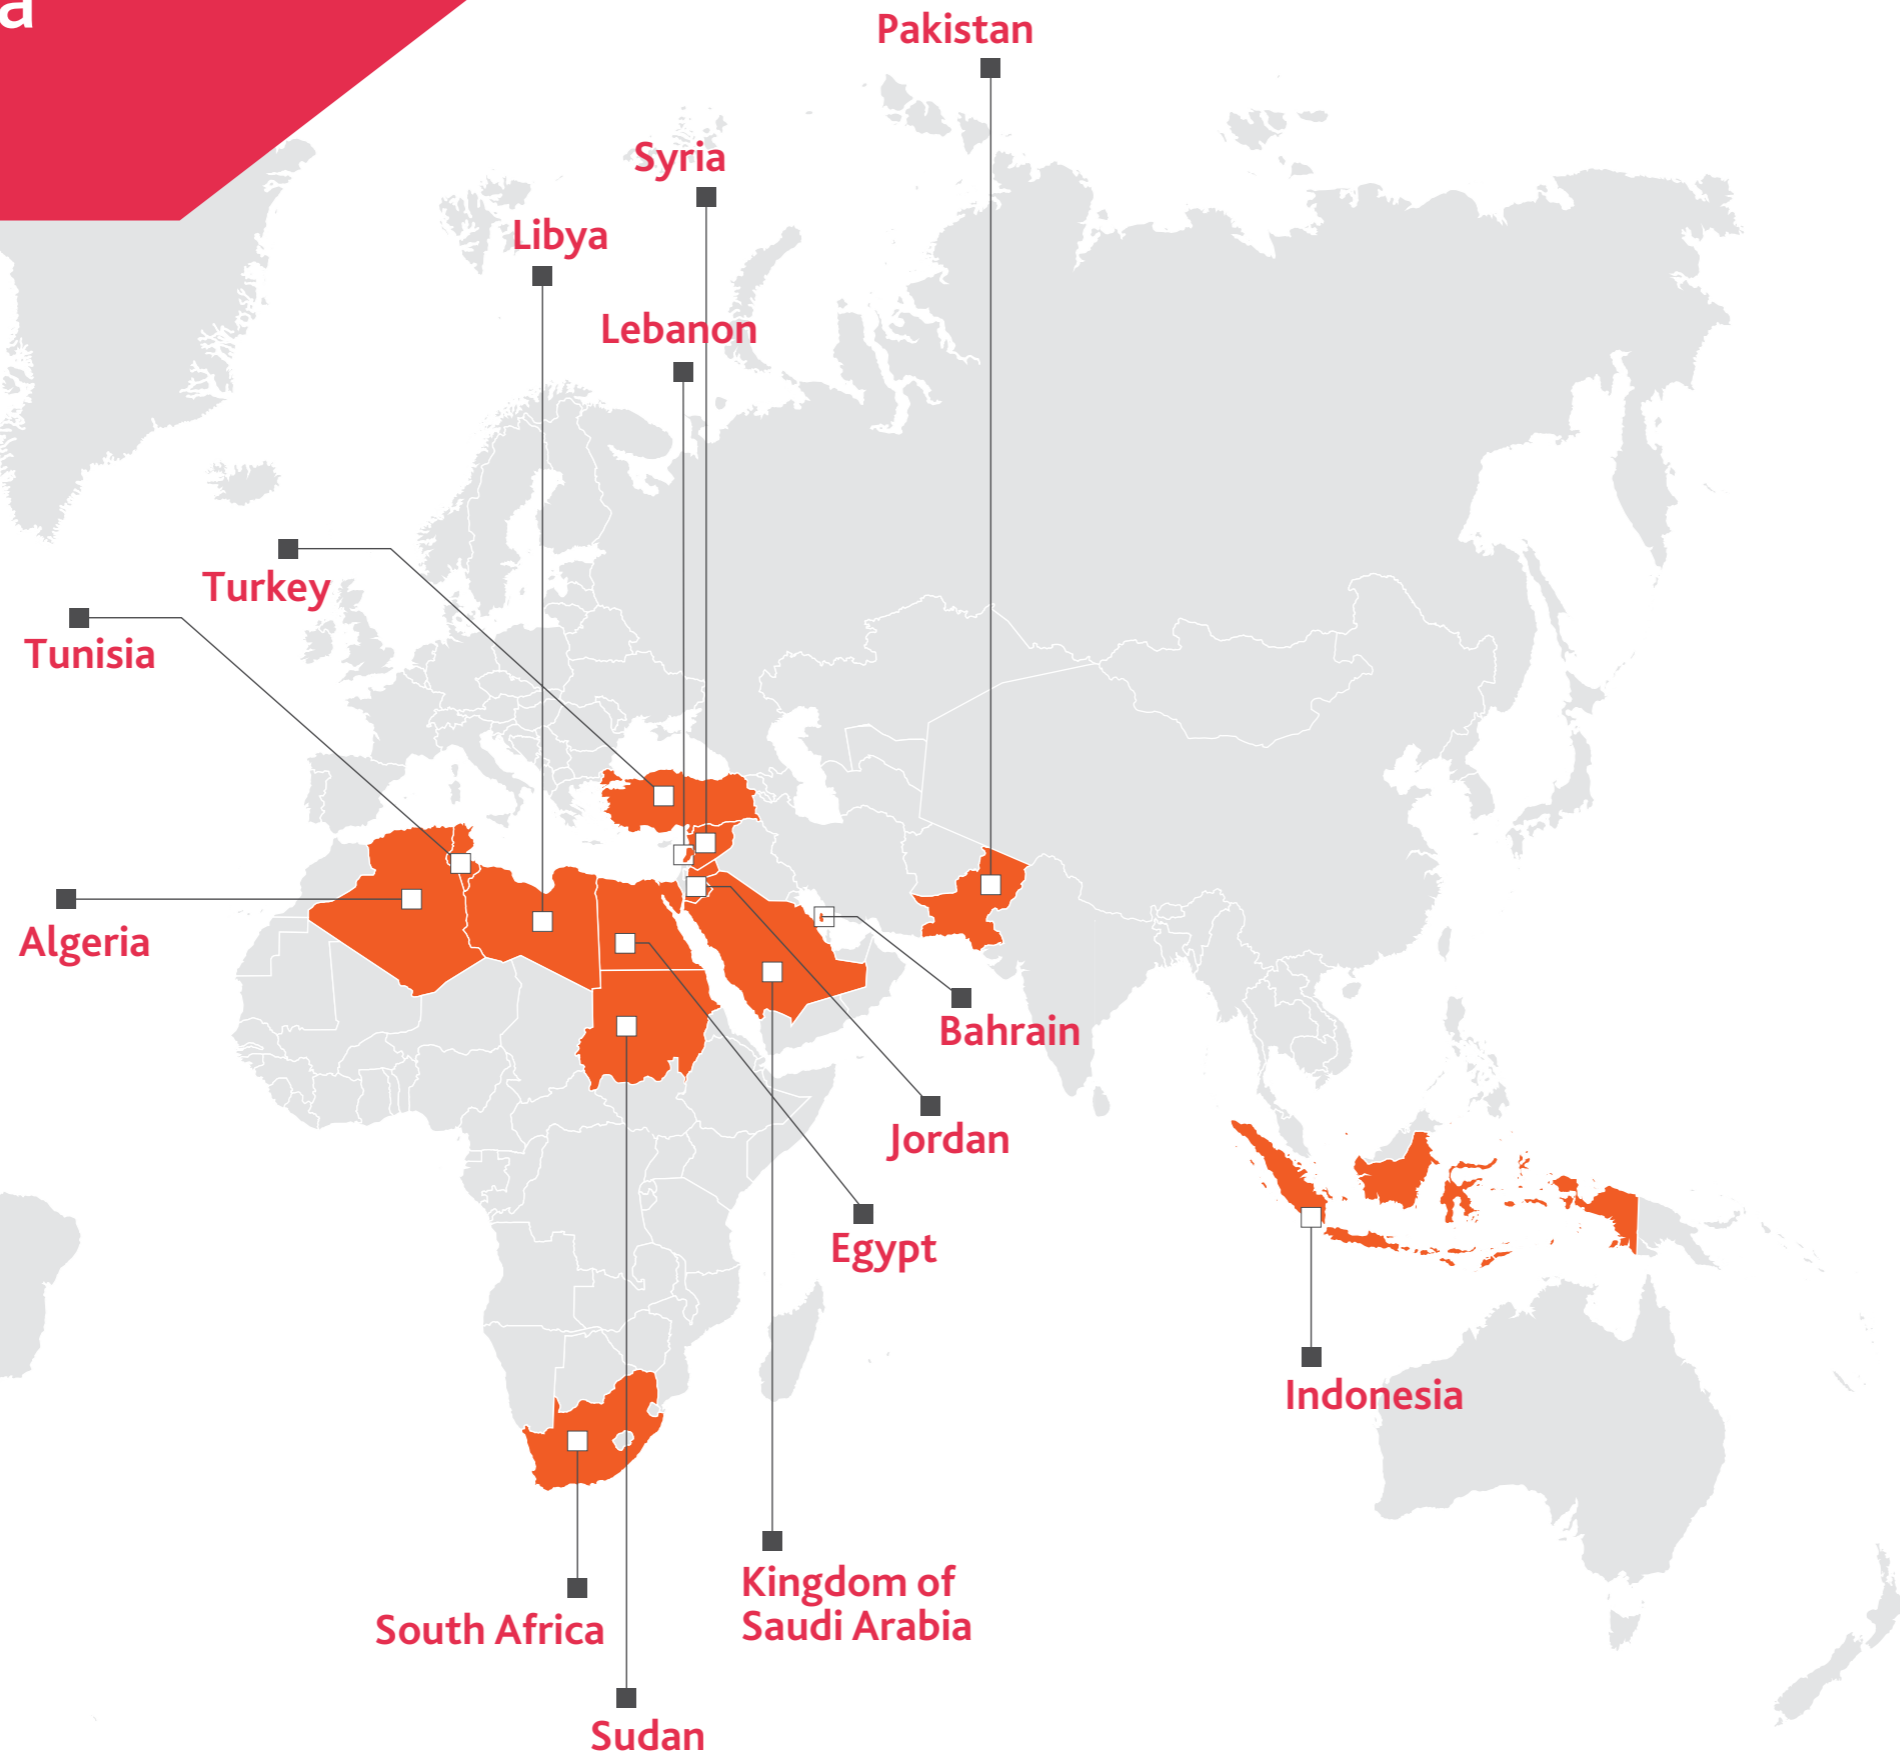 a
Pakistan
Syria
Libya
Lebanon
Turkey
Tunisia
Algeria
Bahrain
Jordan
Egypt
Indonesia
Kingdom of
Saudi Arabia
South Africa
Sudan